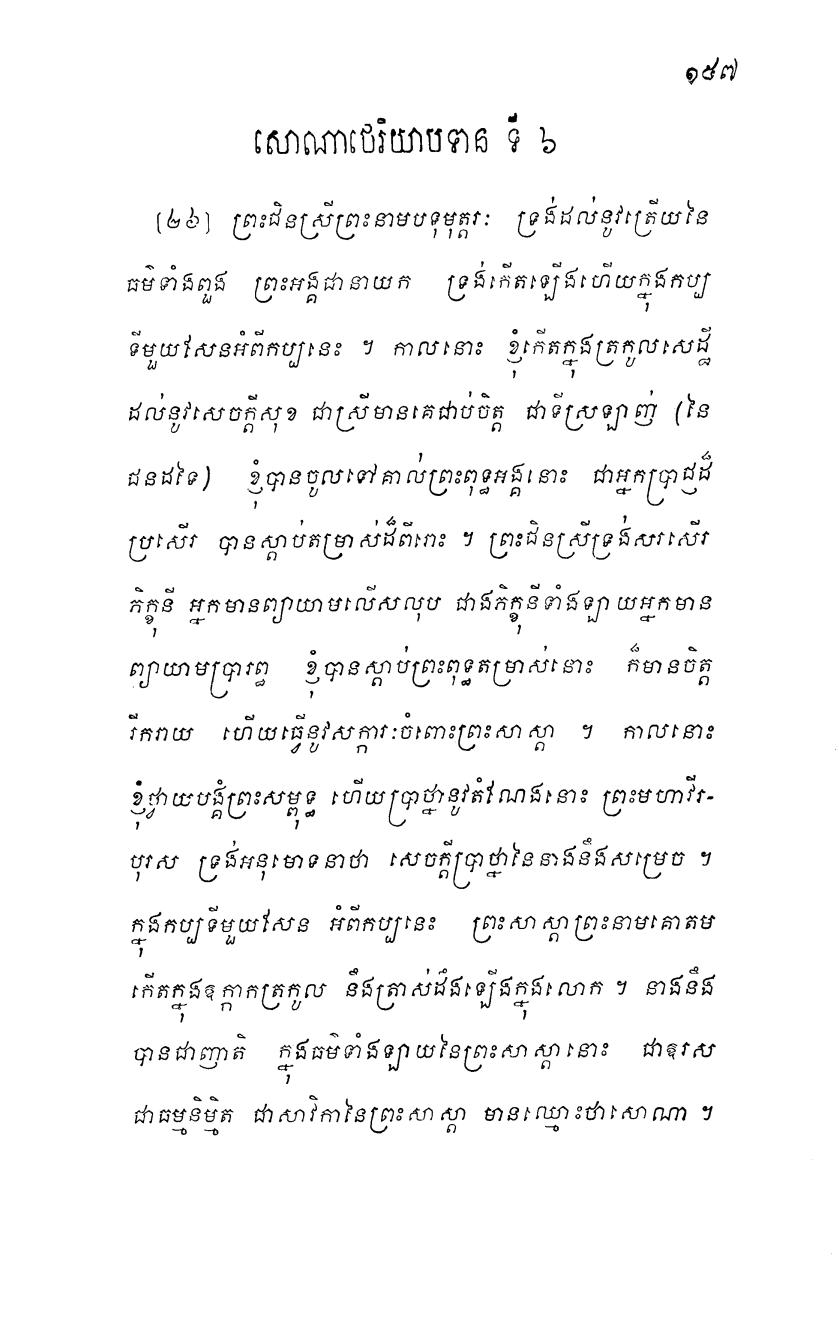 ១៥៧
សោណាថេរិយាបទាន ទី ៦
(២៦) ព្រះជិនស្រីព្រះនាមបទុមុត្តរៈ ទ្រង់ដល់នូវត្រើយនៃ
ធម៌ទាំងពួង ព្រះអង្គជានាយក ទ្រង់កើតឡើងហើយក្នុងកប្ប
ទីមួយសែនអំពីកប្បនេះ ។ កាលនោះ ខ្ញុំកើតក្នុងត្រកូលសេដ្ឋី
ដល់នូវសេចក្តីសុខ ជាស្រីមានគេជាប់ចិត្ត ជាទីស្រឡាញ់ (នៃ
ជនដទៃ) ខ្ញុំបានចូលទៅគាល់ព្រះពុទ្ធអង្គនោះ ជាអ្នកប្រាជ្ញដ៏
ប្រសើរ បានស្តាប់តម្រាស់ដ៏ពីរោះ ។ ព្រះជិនស្រីទ្រង់សរសើរ
ភិក្ខុនី អ្នកមានព្យាយាមលើសលុប ជាងភិក្ខុនីទាំងឡាយអ្នកមាន
ព្យាយាមប្រារព្ធ ខ្ញុំបានស្តាប់ព្រះពុទ្ធតម្រាស់នោះ ក៏មានចិត្ត
រីករាយ ហើយធ្វើនូវសក្ការៈចំពោះព្រះសាស្តា ។ កាលនោះ
ខ្ញុំថ្វាយបង្គំព្រះសម្ពុទ្ធ ហើយប្រាថ្នានូវតំណែងនោះ ព្រះមហាវីរ-
បុរស ទ្រង់អនុមោទនាថា សេចក្តីប្រាថ្នានៃនាងនឹងសម្រេច ។
ក្នុងកប្បទីមួយសែន អំពីកប្បនេះ ព្រះសាស្តាព្រះនាមគោតម
កើតក្នុងឧក្កាកត្រកូល នឹងត្រាស់ដឹងឡើងក្នុងលោក ។ នាងនឹង
បានជាញាតិ ក្នុងធម៌ទាំងឡាយនៃព្រះសាស្តានោះ ជាឱរស
ជាធម្មនិម្មិត ជាសាវិកានៃព្រះសាស្តា មានឈ្មោះថាសោណា ។